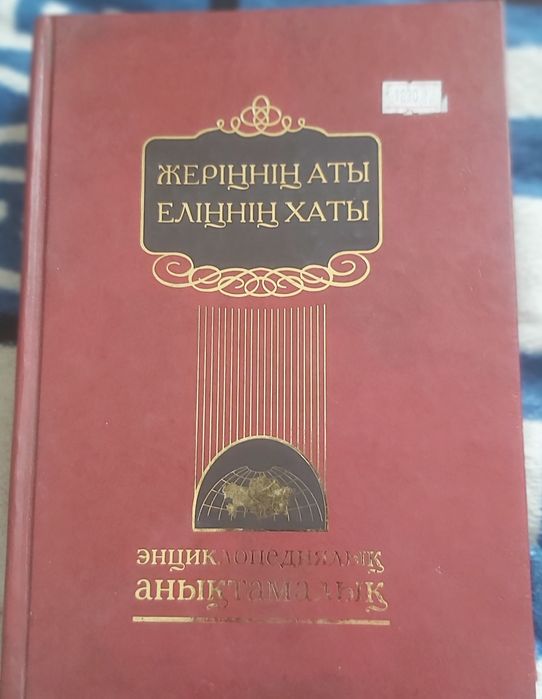 ЖЕРІҢНІҢ АТЫ
ЕЛІҢНІҢ ХАТЫ
ЭНЦИКЛОПЕДИЯЛЫҚ
АНЫҚТАМАЛЫҚ